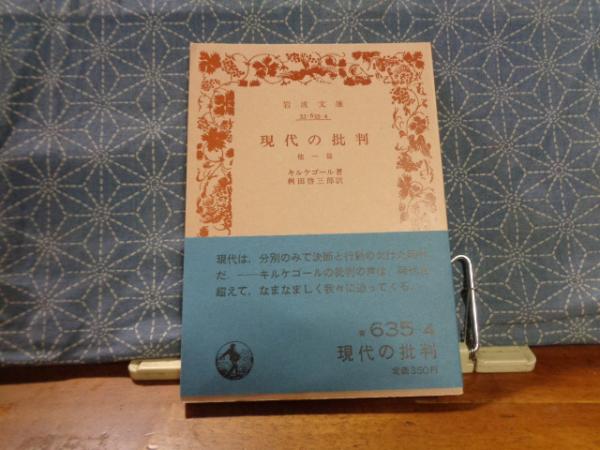 岩波文庫
33-635-4
現代の批判
他一篇
キルケゴール著
桝田啓三郎訳
現代は，分別のみで決断と行動の欠けた時代
だ．――キルケゴールの批判の声は，時代を
超えて，なまなましく我々に迫ってくる．
青 635-4
現代の批判
定価350円